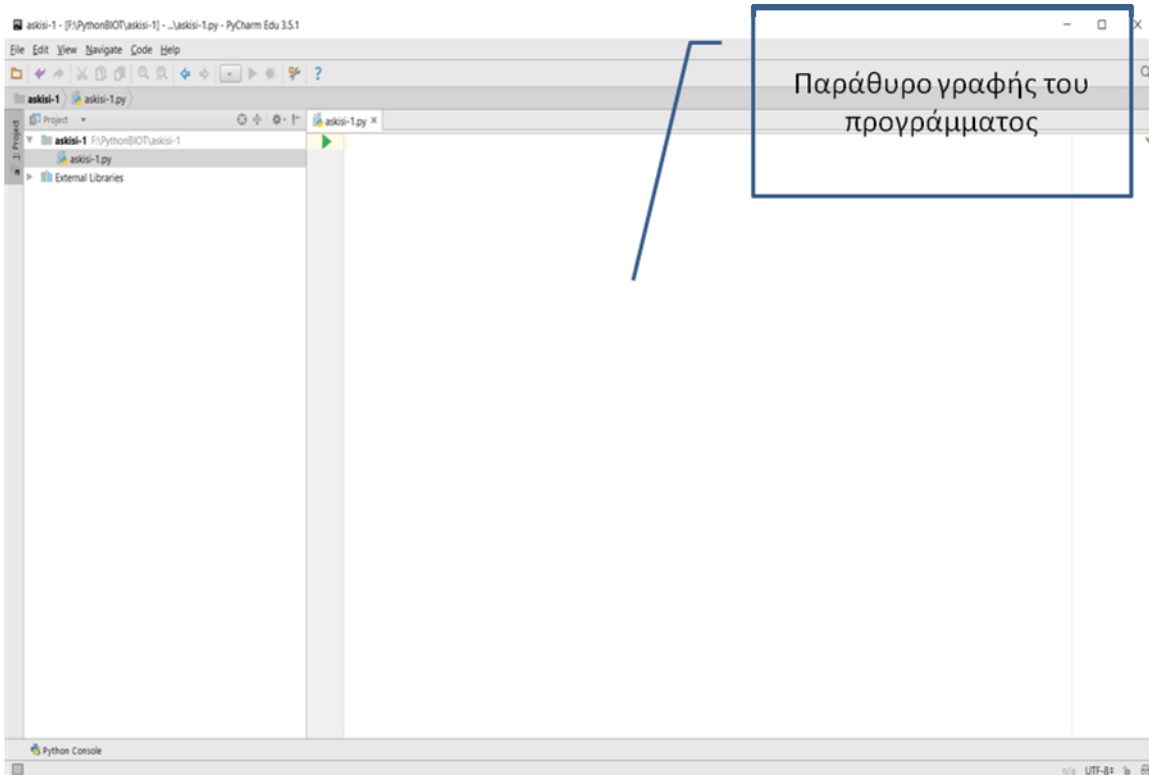 askisi-1 - [F:\PythonBIOT\askisi-1] - ...\askisi-1.py - PyCharm Edu 3.5.1
File Edit View Navigate Code Help
Παράθυρο γραφής του
προγράμματος
askisi-1 askisi-1.py
1: Project
Project
askisi-1.py
askisi-1 F:\PythonBIOT\askisi-1
askisi-1.py
External Libraries
Python Console
n/a UTF-8